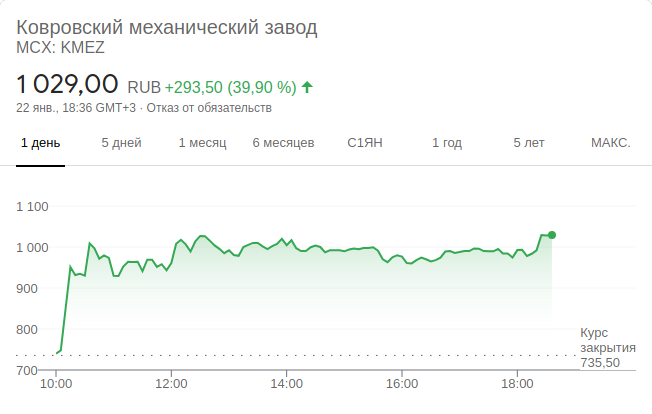 Ковровский механический завод
MCX: KMEZ
1 029,00 RUB +293,50 (39,90 %)
22 янв., 18:36 GMT+3 · Отказ от обязательств
1 день 5 дней 1 месяц 6 месяцев С1ЯН 1 год 5 лет МАКС.
1 100
1 000
900
800
Курс
закрытия
735,50
700
10:00 12:00 14:00 16:00 18:00